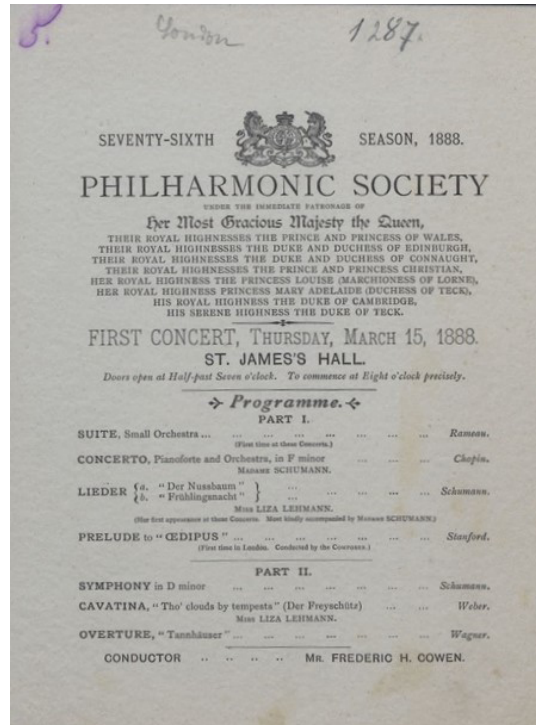 5. London 1287.
SEVENTY-SIXTH SEASON, 1888.
PHILHARMONIC SOCIETY
UNDER THE IMMEDIATE PATRONAGE OF
Her Most Gracious Majesty the Queen,
THEIR ROYAL HIGHNESSES THE PRINCE AND PRINCESS OF WALES,
THEIR ROYAL HIGHNESSES THE DUKE AND DUCHESS OF EDINBURGH,
THEIR ROYAL HIGHNESSES THE DUKE AND DUCHESS OF CONNAUGHT,
THEIR ROYAL HIGHNESSES THE PRINCE AND PRINCESS CHRISTIAN,
HER ROYAL HIGHNESS THE PRINCESS LOUISE (MARCHIONESS OF LORNE),
HER ROYAL HIGHNESS PRINCESS MARY ADELAIDE (DUCHESS OF TECK),
HIS ROYAL HIGHNESS THE DUKE OF CAMBRIDGE,
HIS SERENE HIGHNESS THE DUKE OF TECK.
FIRST CONCERT, THURSDAY, MARCH 15, 1888.
ST. JAMES'S HALL.
Doors open at Half-past Seven o'clock. To commence at Eight o'clock precisely.
Programme.
PART I.
SUITE, Small Orchestra ... ... ... ... ... ... ... ... Rameau.
(First time at these Concerts.)
CONCERTO, Pianoforte and Orchestra, in F minor ... ... ... Chopin.
MADAME SCHUMANN.
LIEDER { a. "Der Nussbaum" } ... ... ... ... ... Schumann.
b. "Frühlingsnacht"
MISS LIZA LEHMANN.
(Her first appearance at these Concerts. Most kindly accompanied by MADAME SCHUMANN.)
PRELUDE to "ŒDIPUS" ... ... ... ... ... ... ... Stanford.
(First time in London. Conducted by the COMPOSER.)
PART II.
SYMPHONY in D minor ... ... ... ... ... ... ... Schumann.
CAVATINA, "Tho' clouds by tempests" (Der Freyschütz) ... ... Weber.
MISS LIZA LEHMANN.
OVERTURE, "Tannhäuser" ... ... ... ... ... ... ... Wagner.
CONDUCTOR .. .. .. .. MR. FREDERIC H. COWEN.